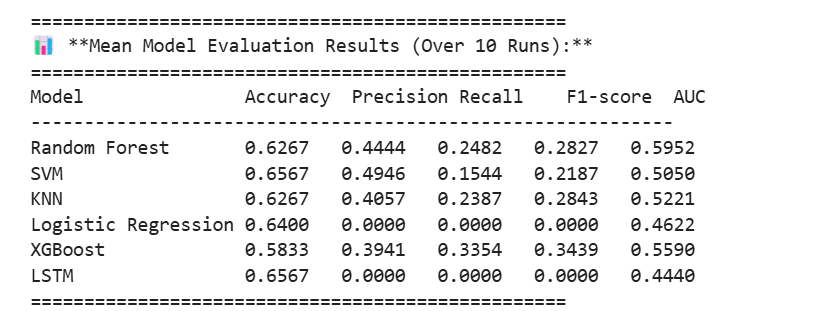 ==================================================
📊 **Mean Model Evaluation Results (Over 10 Runs):**
==================================================
Model               Accuracy  Precision Recall    F1-score  AUC
------------------------------------------------------------
Random Forest       0.6267   0.4444   0.2482   0.2827   0.5952
SVM                 0.6567   0.4946   0.1544   0.2187   0.5050
KNN                 0.6267   0.4057   0.2387   0.2843   0.5221
Logistic Regression 0.6400   0.0000   0.0000   0.0000   0.4622
XGBoost             0.5833   0.3941   0.3354   0.3439   0.5590
LSTM                0.6567   0.0000   0.0000   0.0000   0.4440
==================================================